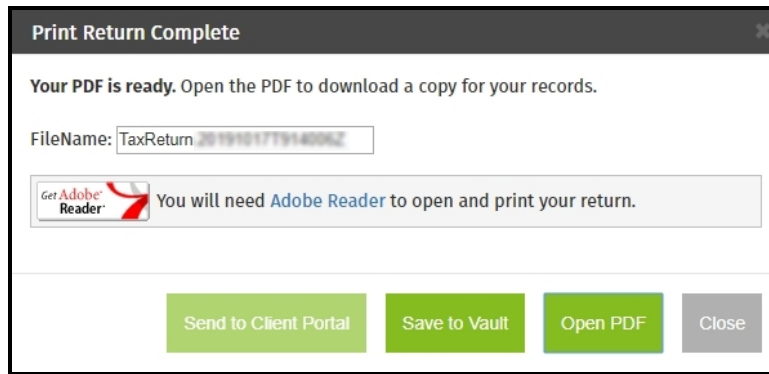 Print Return Complete
Your PDF is ready. Open the PDF to download a copy for your records.
FileName: TaxReturn
Get Adobe® Reader® You will need Adobe Reader to open and print your return.
Send to Client Portal Save to Vault Open PDF Close